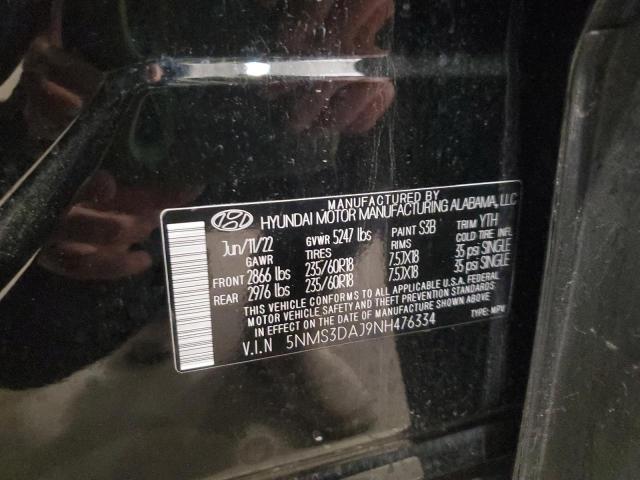 MANUFACTURED BY
HYUNDAI MOTOR MANUFACTURING ALABAMA, LLC
Jun/11/22 GVWR 5247 lbs PAINT S3B TRIM YTH
GAWR TIRES RIMS COLD TIRE INFL
FRONT 2866 lbs 235/60R18 7.5JX18 35 psi SINGLE
REAR 2976 lbs 235/60R18 7.5JX18 35 psi SINGLE
THIS VEHICLE CONFORMS TO ALL APPLICABLE U.S.A. FEDERAL
MOTOR VEHICLE SAFETY AND THEFT PREVENTION STANDARDS
IN EFFECT ON THE DATE OF MANUFACTURE SHOWN ABOVE.
V.I.N 5NMS3DAJ9NH476334 TYPE: MPV